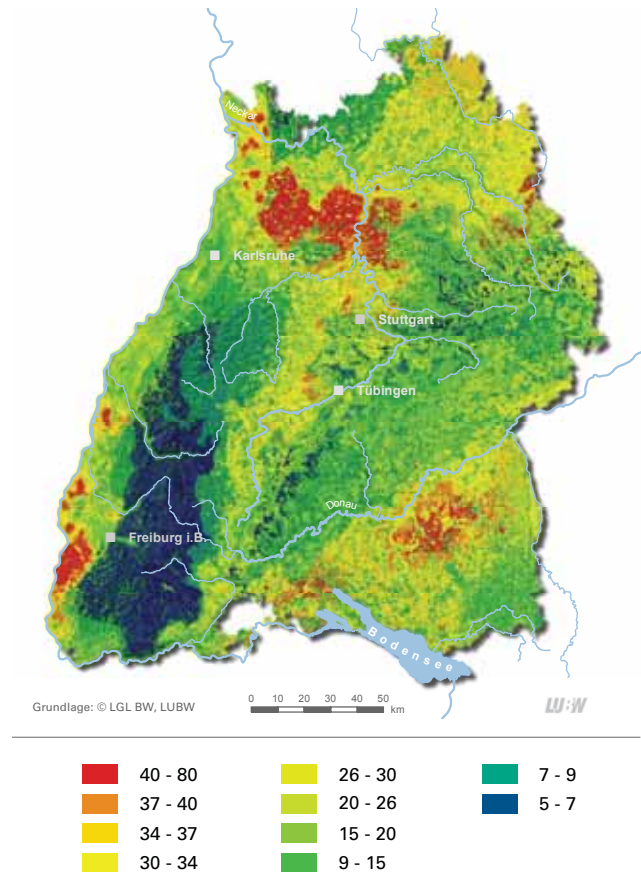 Neckar
Karlsruhe
Stuttgart
Tübingen
Donau
Freiburg i.B.
Bodensee
Grundlage: © LGL BW, LUBW
0 10 20 30 40 50
km
LUBW
40 - 80
37 - 40
34 - 37
30 - 34
26 - 30
20 - 26
15 - 20
9 - 15
7 - 9
5 - 7